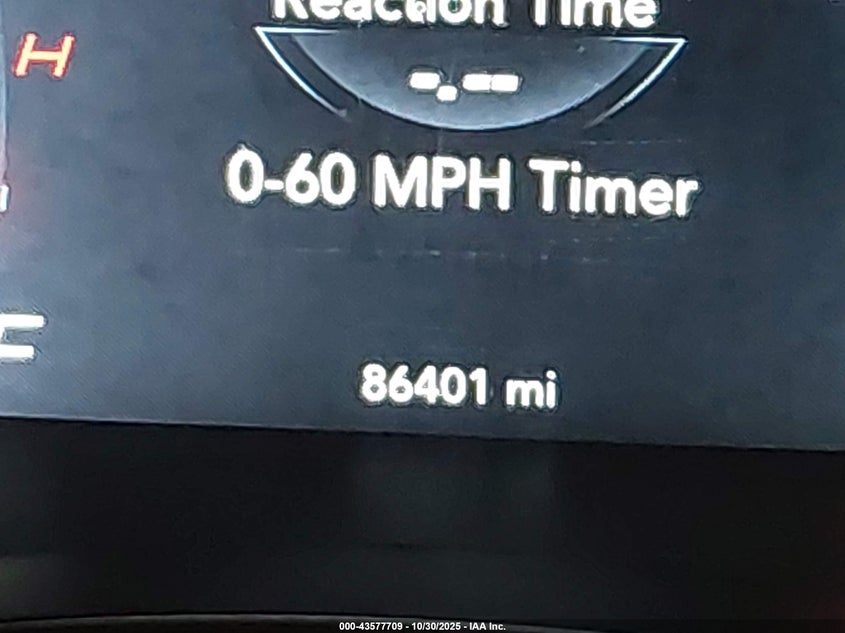 Reaction Time
H
-.--
0-60 MPH Timer
86401 mi
000-43577709 - 10/30/2025 - IAA Inc.